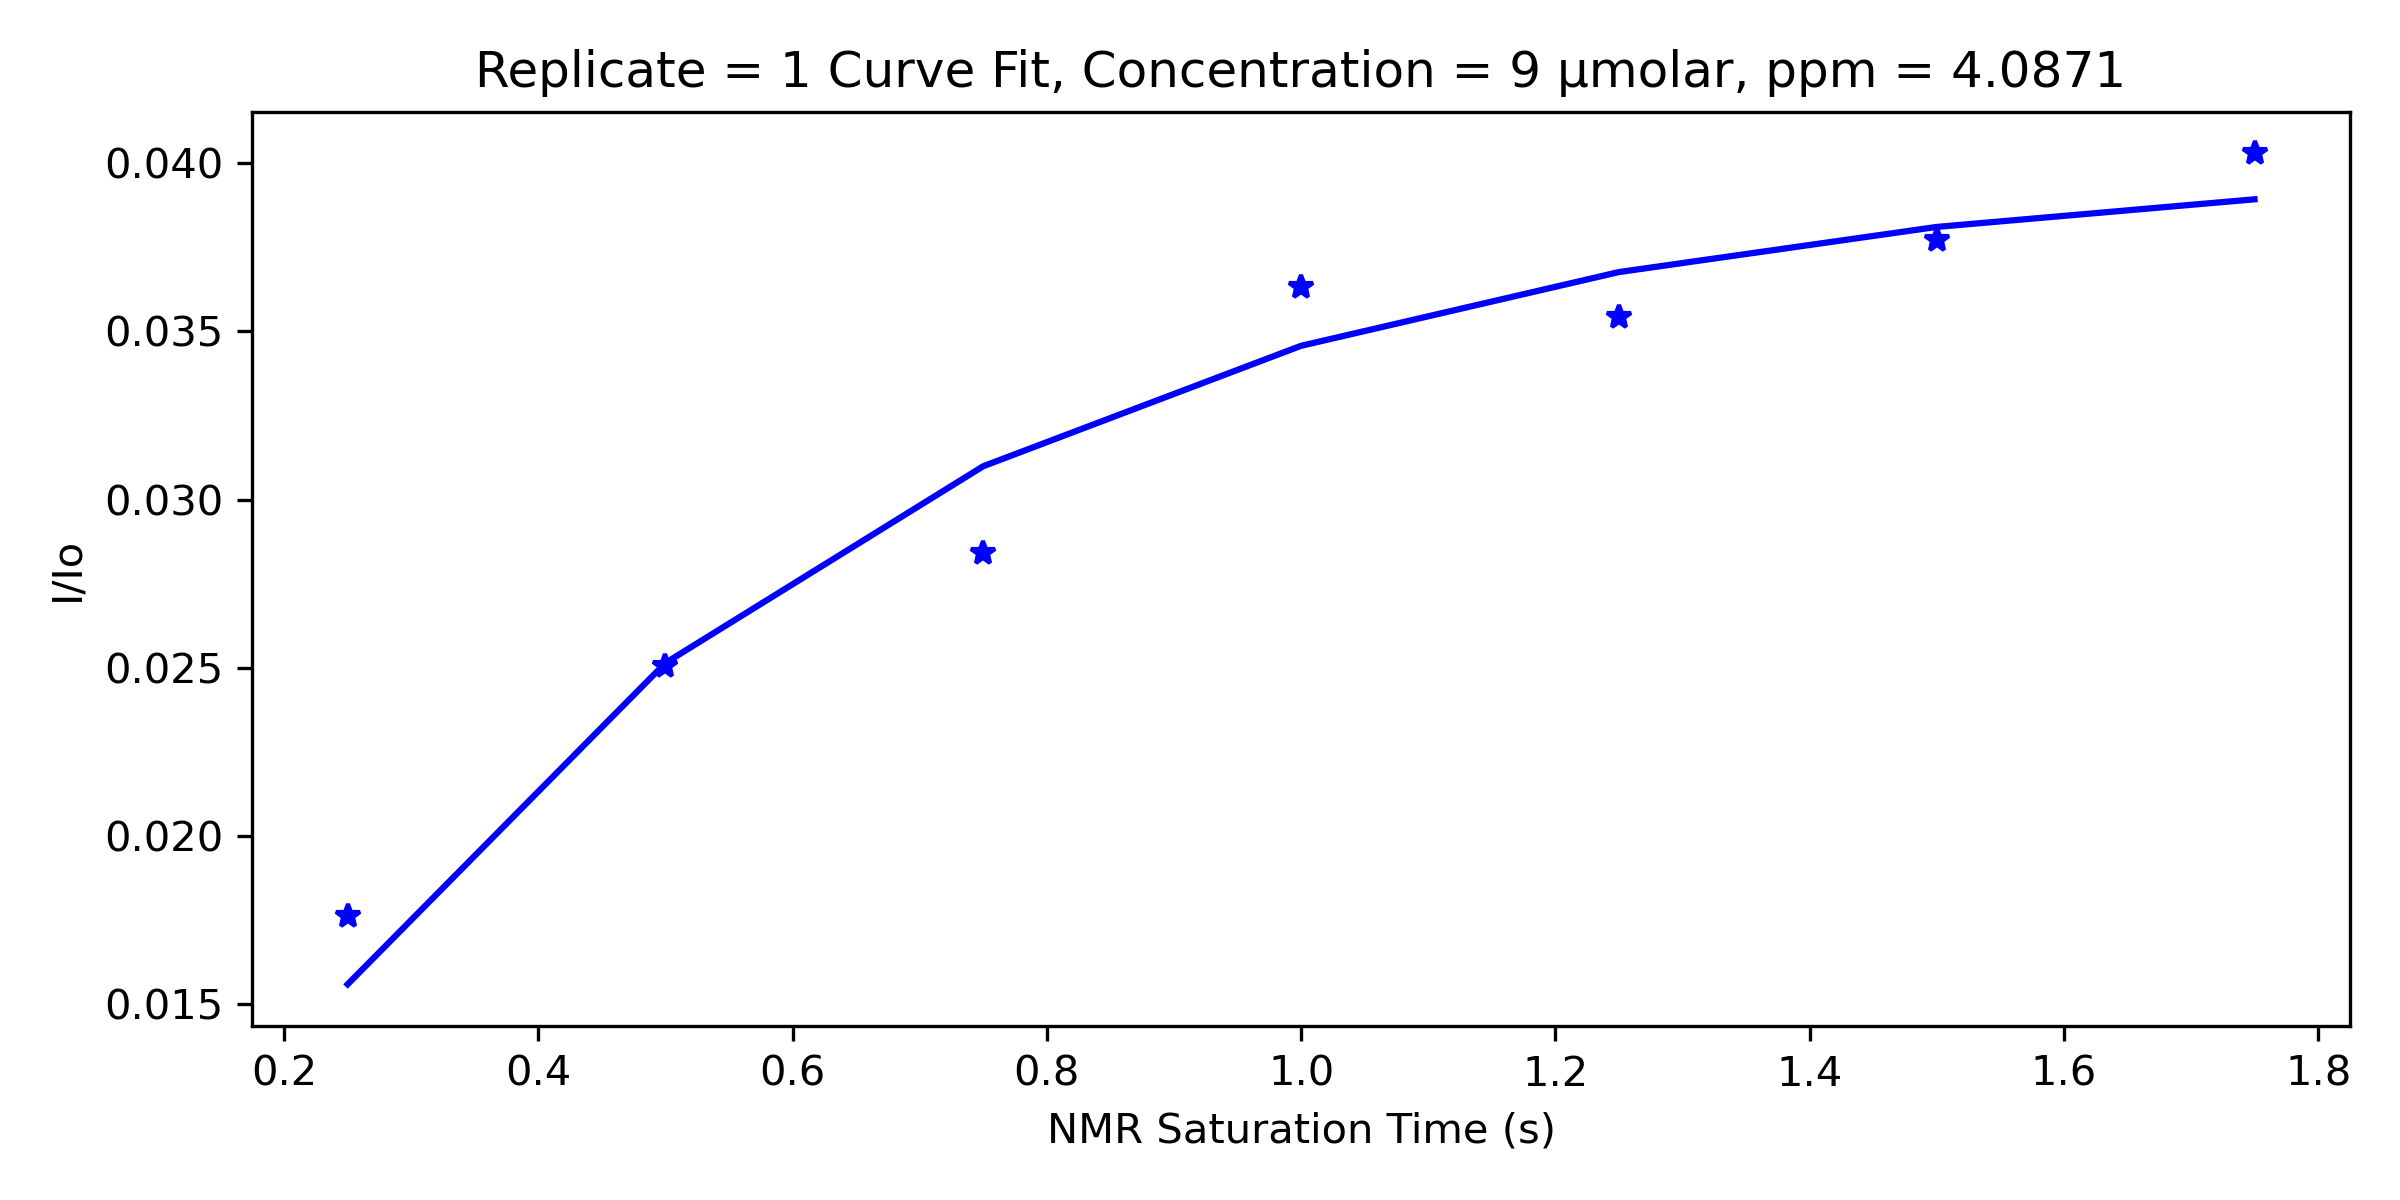 Replicate = 1 Curve Fit, Concentration = 9 μmolar, ppm = 4.0871
0.040
0.035
0.030
0.025
0.020
0.015
I/Io
0.2 0.4 0.6 0.8 1.0 1.2 1.4 1.6 1.8
NMR Saturation Time (s)